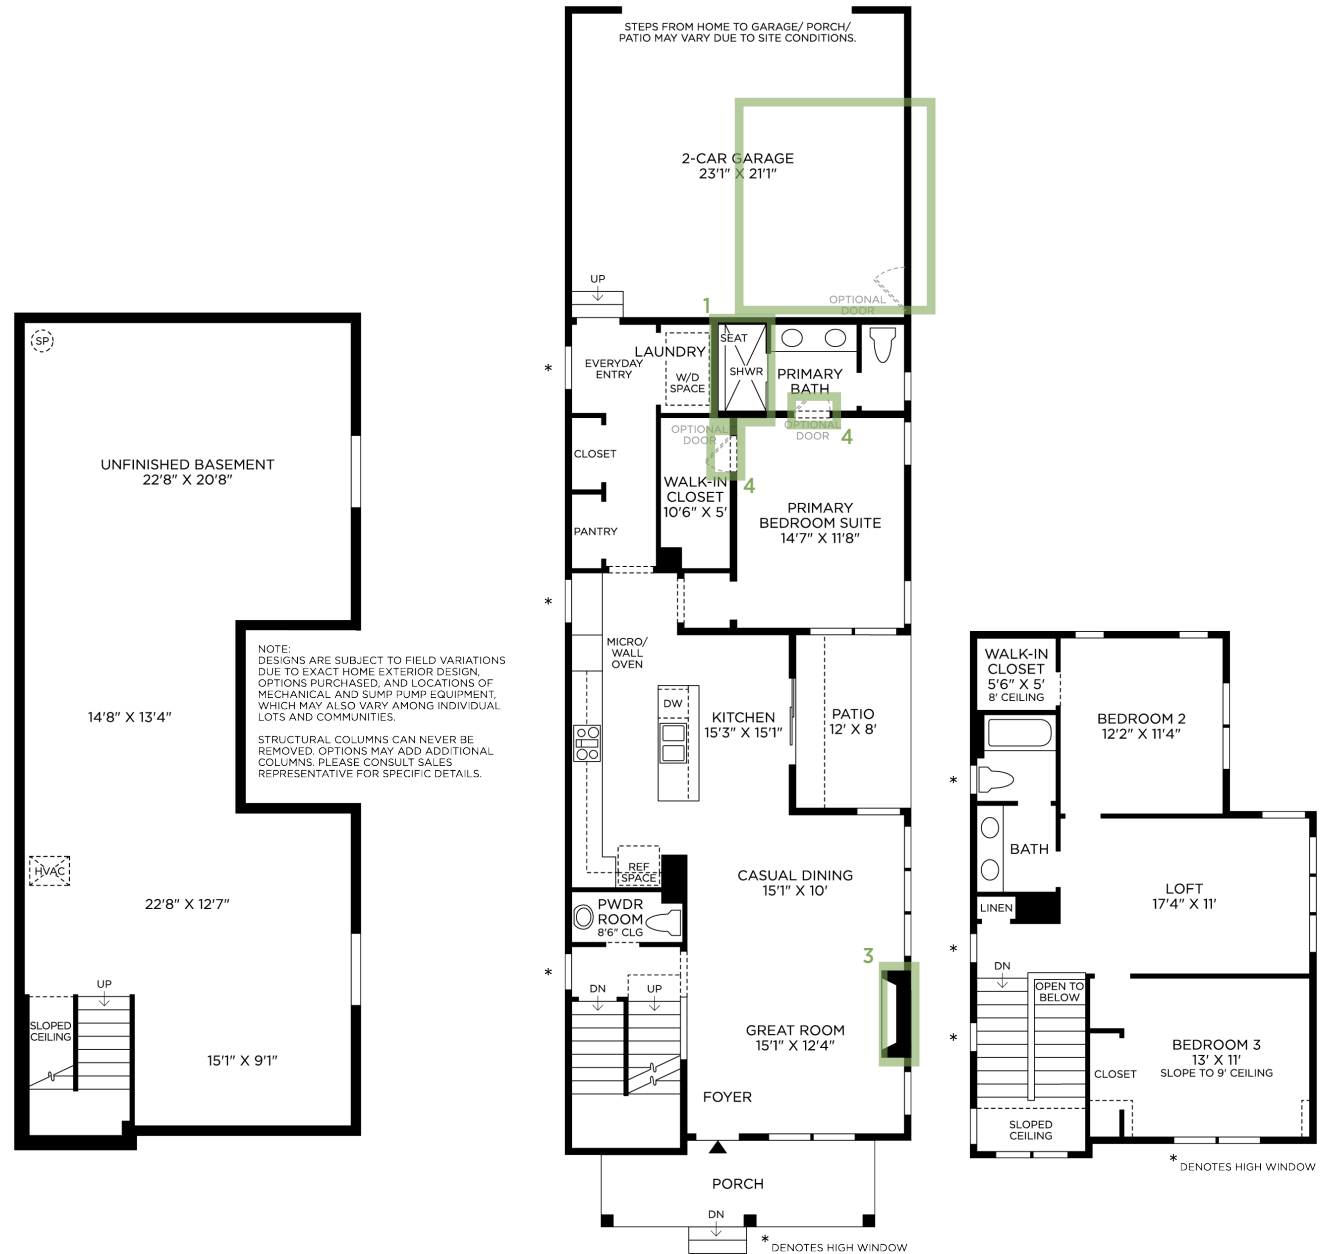 SP
UNFINISHED BASEMENT
22'8" X 20'8"
14'8" X 13'4"
HVAC
22'8" X 12'7"
UP
SLOPED
CEILING
15'1" X 9'1"
NOTE:
DESIGNS ARE SUBJECT TO FIELD VARIATIONS
DUE TO EXACT HOME EXTERIOR DESIGN,
OPTIONS PURCHASED, AND LOCATIONS OF
MECHANICAL AND SUMP PUMP EQUIPMENT,
WHICH MAY ALSO VARY AMONG INDIVIDUAL
LOTS AND COMMUNITIES.
STRUCTURAL COLUMNS CAN NEVER BE
REMOVED. OPTIONS MAY ADD ADDITIONAL
COLUMNS. PLEASE CONSULT SALES
REPRESENTATIVE FOR SPECIFIC DETAILS.
STEPS FROM HOME TO GARAGE/ PORCH/
PATIO MAY VARY DUE TO SITE CONDITIONS.
2-CAR GARAGE
23'1" X 21'1"
UP
OPTIONAL
DOOR
1
SEAT
SHWR
LAUNDRY
EVERYDAY
ENTRY
W/D
SPACE
*
PRIMARY
BATH
OPTIONAL
DOOR
4
OPTIONAL
DOOR
4
CLOSET
WALK-IN
CLOSET
10'6" X 5'
PRIMARY
BEDROOM SUITE
14'7" X 11'8"
PANTRY
*
MICRO/
WALL
OVEN
DW
KITCHEN
15'3" X 15'1"
PATIO
12' X 8'
REF
SPACE
CASUAL DINING
15'1" X 10'
PWDR
ROOM
8'6" CLG
3
*
DN
UP
GREAT ROOM
15'1" X 12'4"
FOYER
PORCH
DN
* DENOTES HIGH WINDOW
WALK-IN
CLOSET
5'6" X 5'
8' CEILING
BEDROOM 2
12'2" X 11'4"
*
BATH
LOFT
17'4" X 11'
LINEN
*
DN
OPEN TO
BELOW
*
BEDROOM 3
13' X 11'
SLOPE TO 9' CEILING
CLOSET
SLOPED
CEILING
* DENOTES HIGH WINDOW